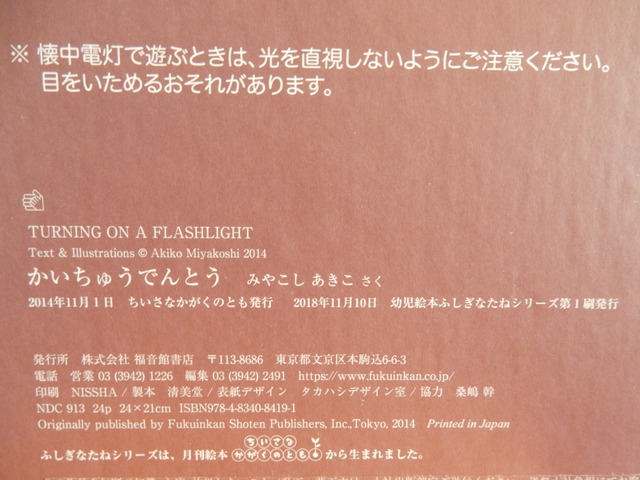 ※ 懐中電灯で遊ぶときは、光を直視しないようにご注意ください。
目をいためるおそれがあります。
TURNING ON A FLASHLIGHT
Text & Illustrations © Akiko Miyakoshi 2014
かいちゅうでんとう みやこし あきこ さく
2014年11月1日 ちいさなかがくのとも発行 2018年11月10日 幼児絵本ふしぎなたねシリーズ第1刷発行
発行所 株式会社 福音館書店 〒113-8686 東京都文京区本駒込6-6-3
電話 営業 03 (3942) 1226 編集 03 (3942) 2491 https://www.fukuinkan.co.jp/
印刷 NISSHA / 製本 清美堂 / 表紙デザイン タカハシデザイン室 / 協力 桑嶋 幹
NDC 913 24p 24×21cm ISBN978-4-8340-8419-1
Originally published by Fukuinkan Shoten Publishers, Inc.,Tokyo, 2014 Printed in Japan
ふしぎなたねシリーズは、月刊絵本 ちいさなかがくのとも から生まれました。